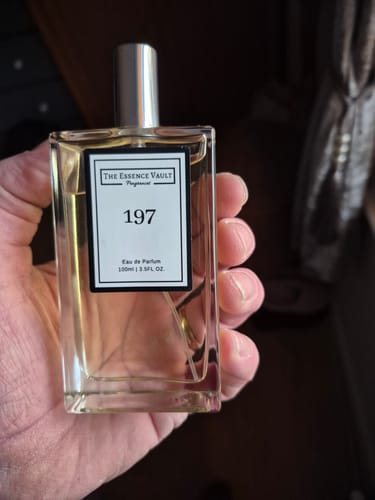 THE ESSENCE VAULT
Fragrances
197
Eau de Parfum
100ml | 3.5FL OZ.